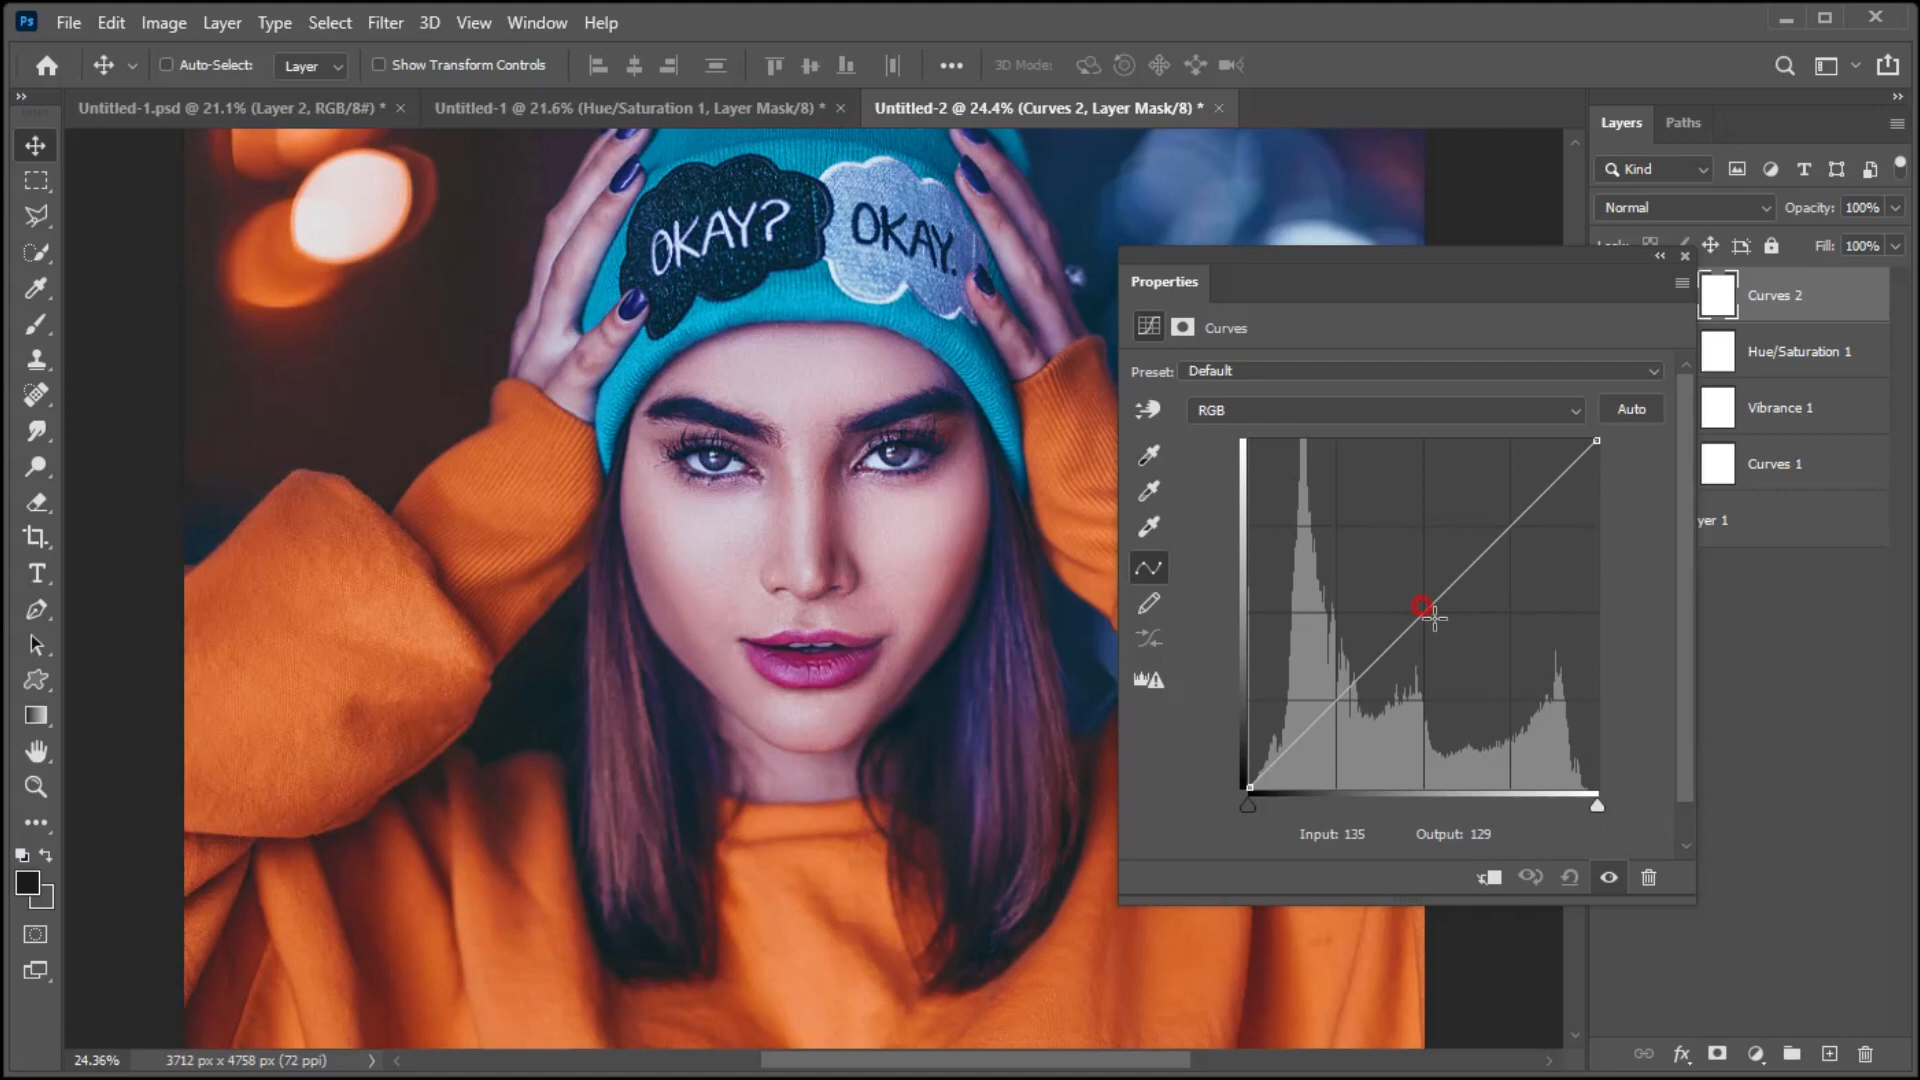 Ps File Edit Image Layer Type Select Filter 3D View Window Help
Auto-Select: Layer Show Transform Controls 3D Mode:
Untitled-1.psd @ 21.1% (Layer 2, RGB/8#) * Untitled-1 @ 21.6% (Hue/Saturation 1, Layer Mask/8) * Untitled-2 @ 24.4% (Curves 2, Layer Mask/8) *
Layers Paths
Kind
Normal Opacity: 100%
Fill: 100%
OKAY? OKAY.
Properties
Curves
Preset: Default
RGB Auto
Input: 135 Output: 129
Curves 2
Hue/Saturation 1
Vibrance 1
Curves 1
yer 1
24.36% 3712 px x 4758 px (72 ppi)